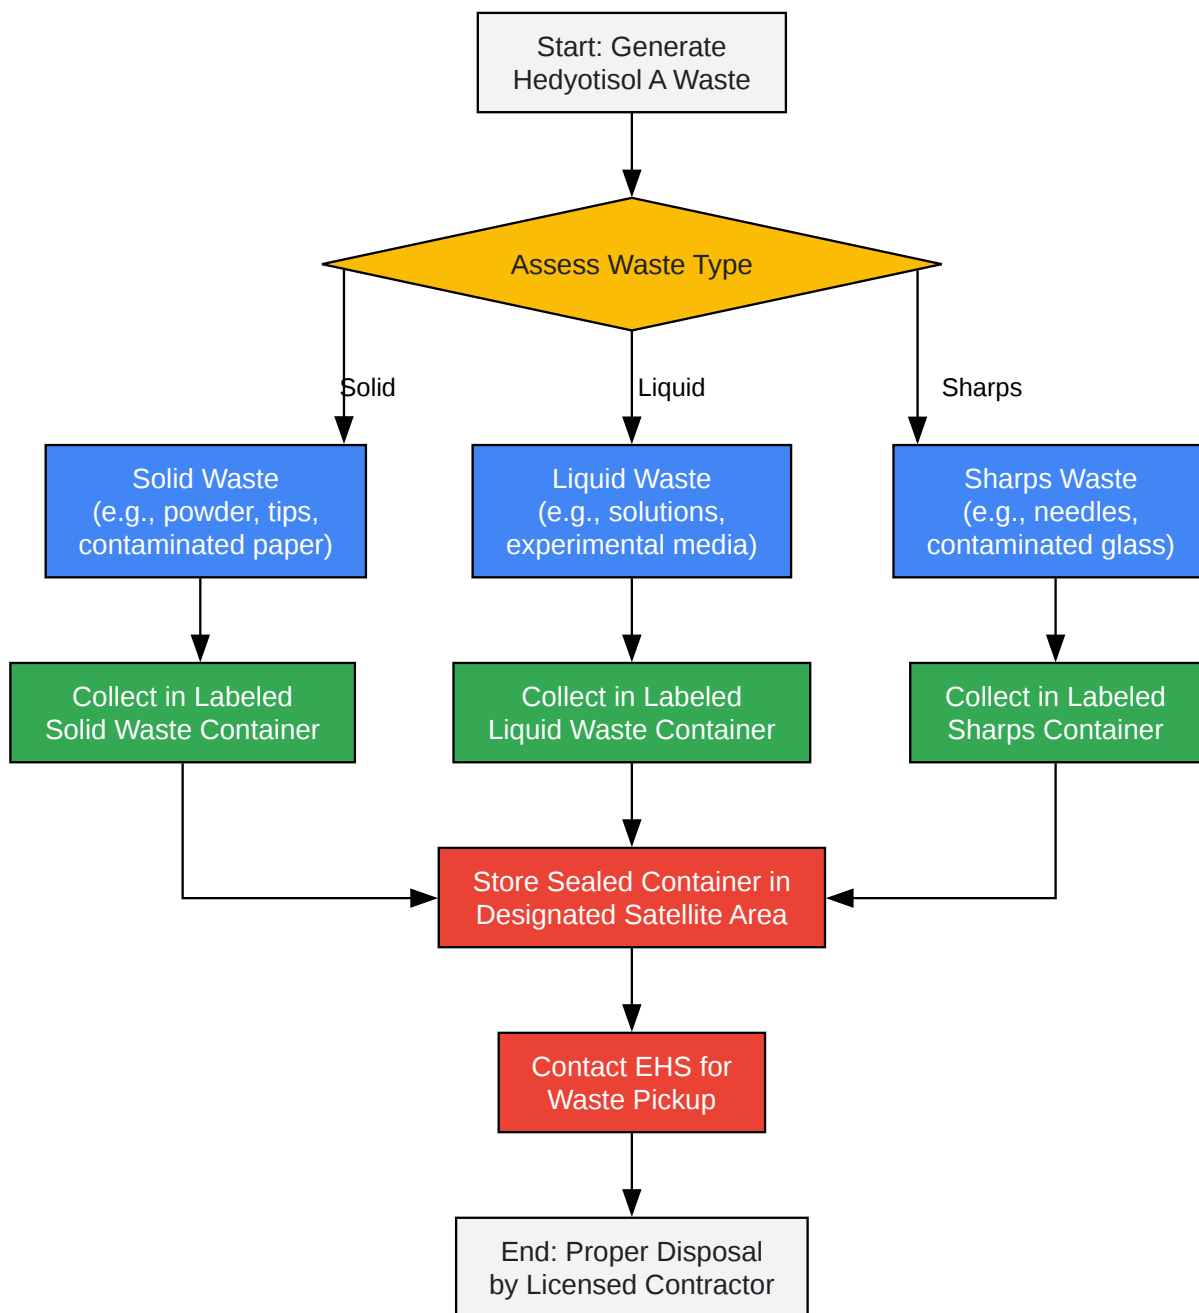 Start: Generate
Hedyotisol A Waste
Assess Waste Type
Solid
Liquid
Sharps
Solid Waste
(e.g., powder, tips,
contaminated paper)
Liquid Waste
(e.g., solutions,
experimental media)
Sharps Waste
(e.g., needles,
contaminated glass)
Collect in Labeled
Solid Waste Container
Collect in Labeled
Liquid Waste Container
Collect in Labeled
Sharps Container
Store Sealed Container in
Designated Satellite Area
Contact EHS for
Waste Pickup
End: Proper Disposal
by Licensed Contractor